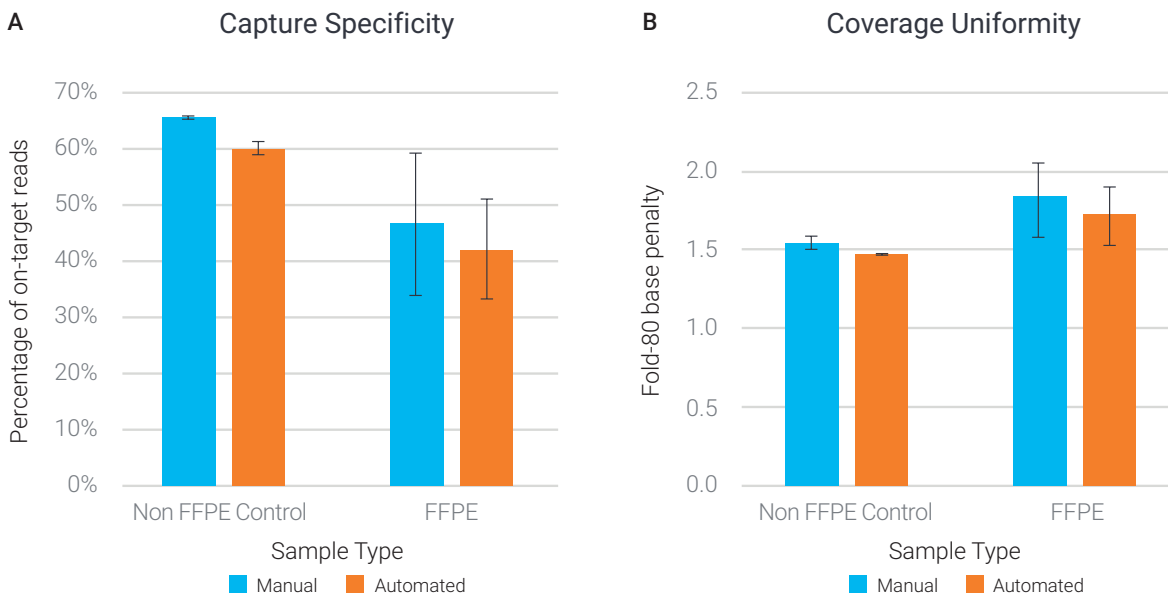 A
Capture Specificity
Percentage of on-target reads
70%
60%
50%
40%
30%
20%
10%
0%
Non FFPE Control
FFPE
Sample Type
Manual
Automated
B
Coverage Uniformity
Fold-80 base penalty
2.5
2.0
1.5
1.0
0.5
0.0
Non FFPE Control
FFPE
Sample Type
Manual
Automated